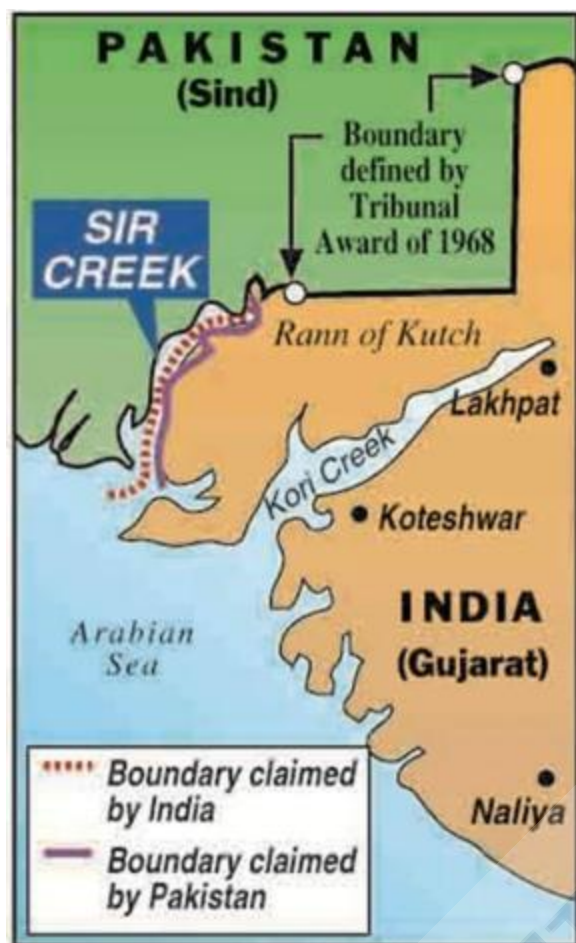 PAKISTAN
(Sind)
Boundary
defined by
Tribunal
Award of 1968
SIR
CREEK
Rann of Kutch
Lakhpat
Kori Creek
Koteshwar
INDIA
(Gujarat)
Arabian
Sea
Naliya
Boundary claimed
by India
Boundary claimed
by Pakistan